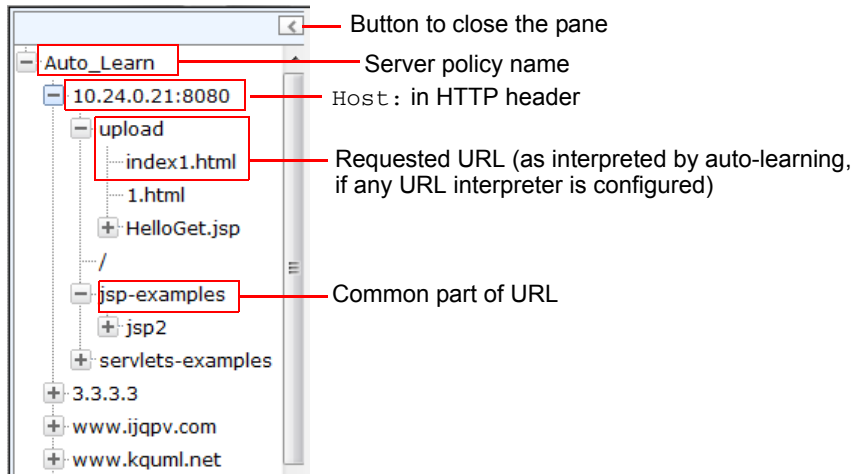 Button to close the pane
Auto_Learn
Server policy name
10.24.0.21:8080
Host: in HTTP header
upload
index1.html
Requested URL (as interpreted by auto-learning,
if any URL interpreter is configured)
1.html
HelloGet.jsp
/
jsp-examples
Common part of URL
jsp2
servlets-examples
3.3.3.3
www.ijqpv.com
www.kquml.net